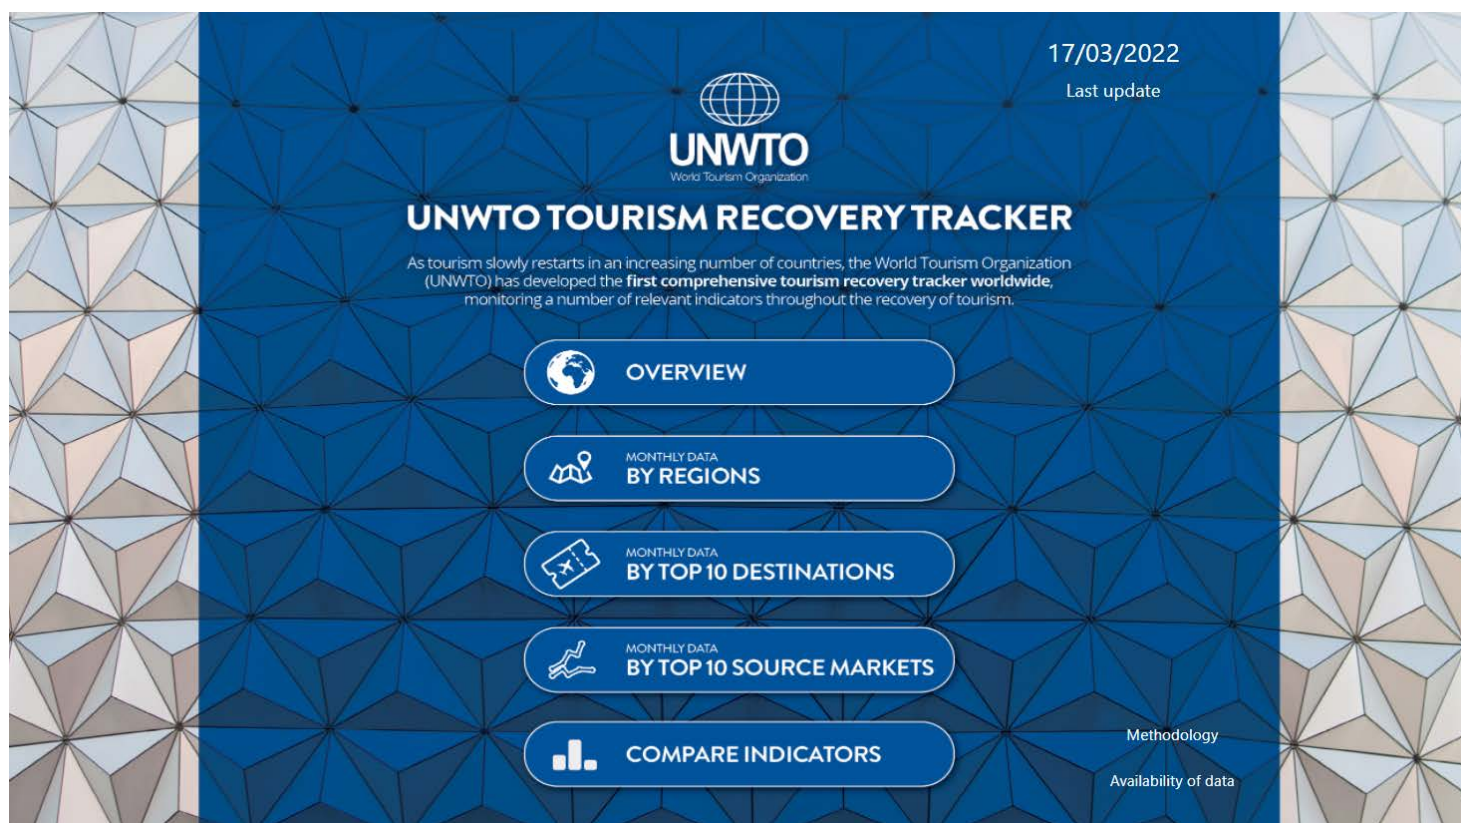 17/03/2022
Last update
UNWTO
World Tourism Organization
UNWTO TOURISM RECOVERY TRACKER
As tourism slowly restarts in an increasing number of countries, the World Tourism Organization
(UNWTO) has developed the first comprehensive tourism recovery tracker worldwide,
monitoring a number of relevant indicators throughout the recovery of tourism.
OVERVIEW
MONTHLY DATA
BY REGIONS
MONTHLY DATA
BY TOP 10 DESTINATIONS
MONTHLY DATA
BY TOP 10 SOURCE MARKETS
COMPARE INDICATORS
Methodology
Availability of data